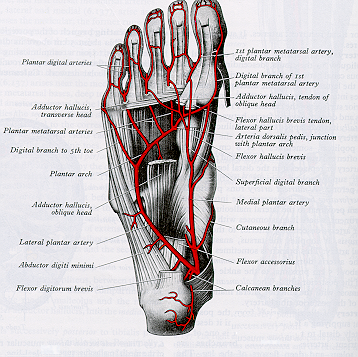 Plantar digital arteries
Adductor hallucis,
transverse head
Plantar metatarsal arteries
Digital branch to 5th toe
Plantar arch
Adductor hallucis,
oblique head
Lateral plantar artery
Abductor digiti minimi
Flexor digitorum brevis
1st plantar metatarsal artery,
digital branch
Digital branch of 1st
plantar metatarsal artery
Adductor hallucis, tendon of
oblique head
Flexor hallucis brevis tendon,
lateral part
Arteria dorsalis pedis, junction
with plantar arch
Flexor hallucis brevis
Superficial digital branch
Medial plantar artery
Cutaneous branch
Flexor accessorius
Calcanean branches